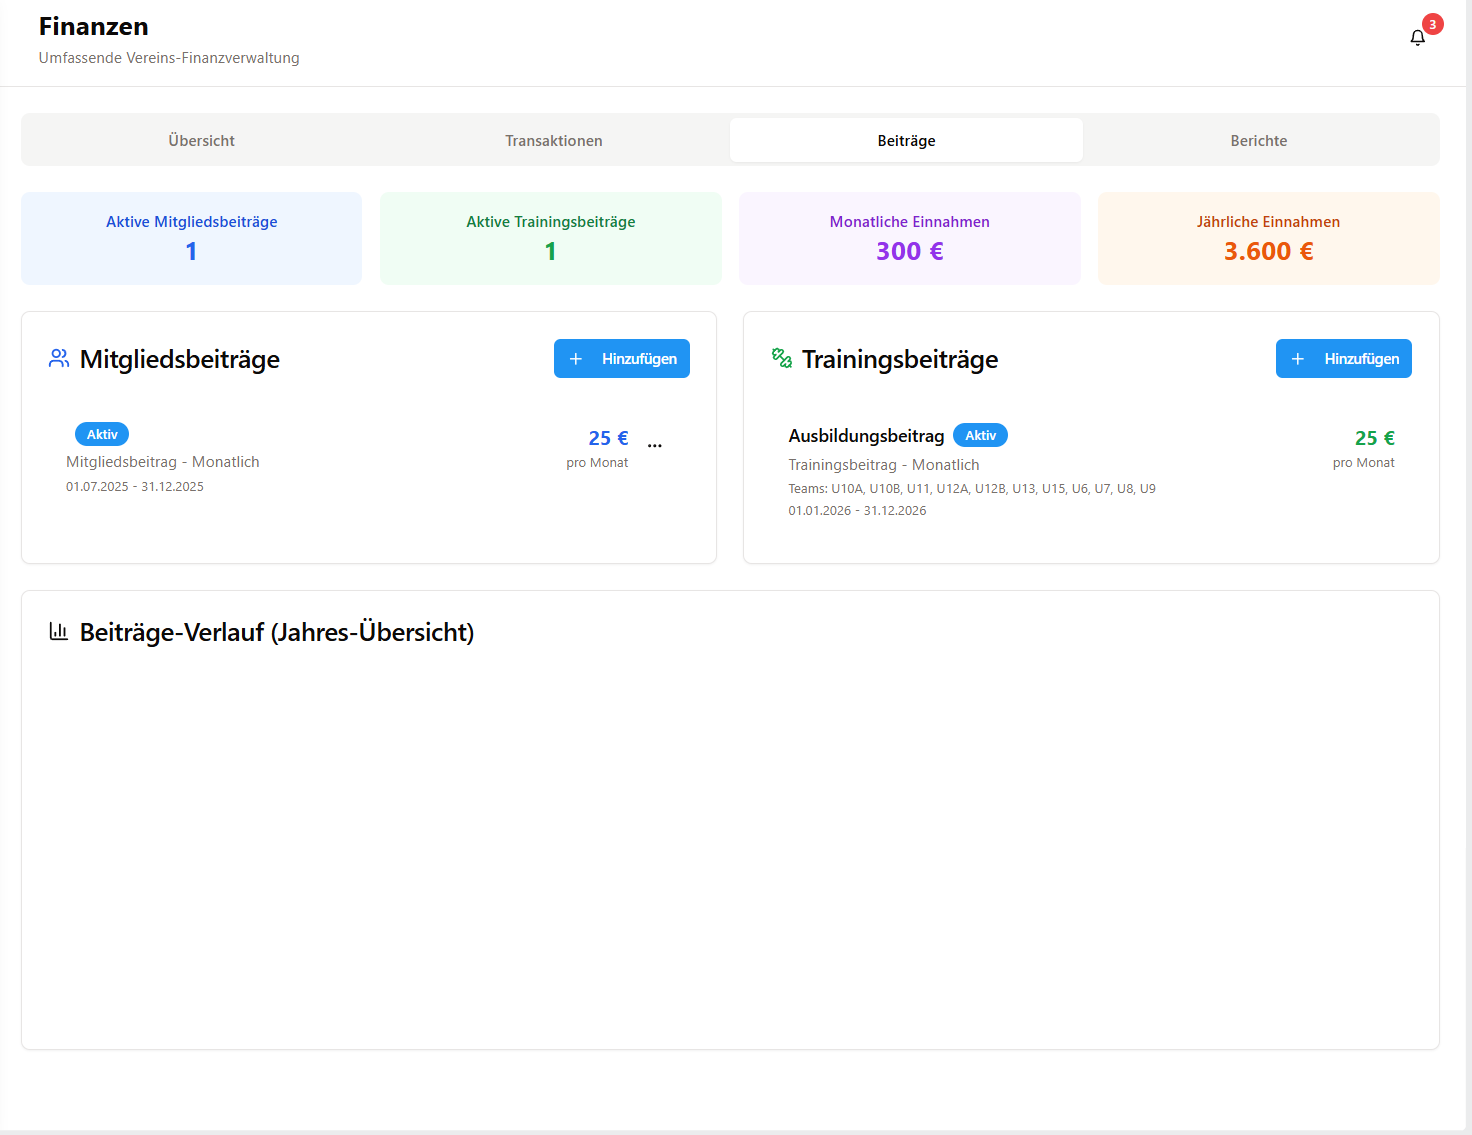 Finanzen
3
Umfassende Vereins-Finanzverwaltung
Übersicht
Transaktionen
Beiträge
Berichte
Aktive Mitgliedsbeiträge
1
Aktive Trainingsbeiträge
1
Monatliche Einnahmen
300 €
Jährliche Einnahmen
3.600 €
Mitgliedsbeiträge
Hinzufügen
Aktiv
25 €
...
Mitgliedsbeitrag - Monatlich
pro Monat
01.07.2025 - 31.12.2025
Trainingsbeiträge
Hinzufügen
Ausbildungsbeitrag Aktiv
25 €
Trainingsbeitrag - Monatlich
pro Monat
Teams: U10A, U10B, U11, U12A, U12B, U13, U15, U6, U7, U8, U9
01.01.2026 - 31.12.2026
Beiträge-Verlauf (Jahres-Übersicht)